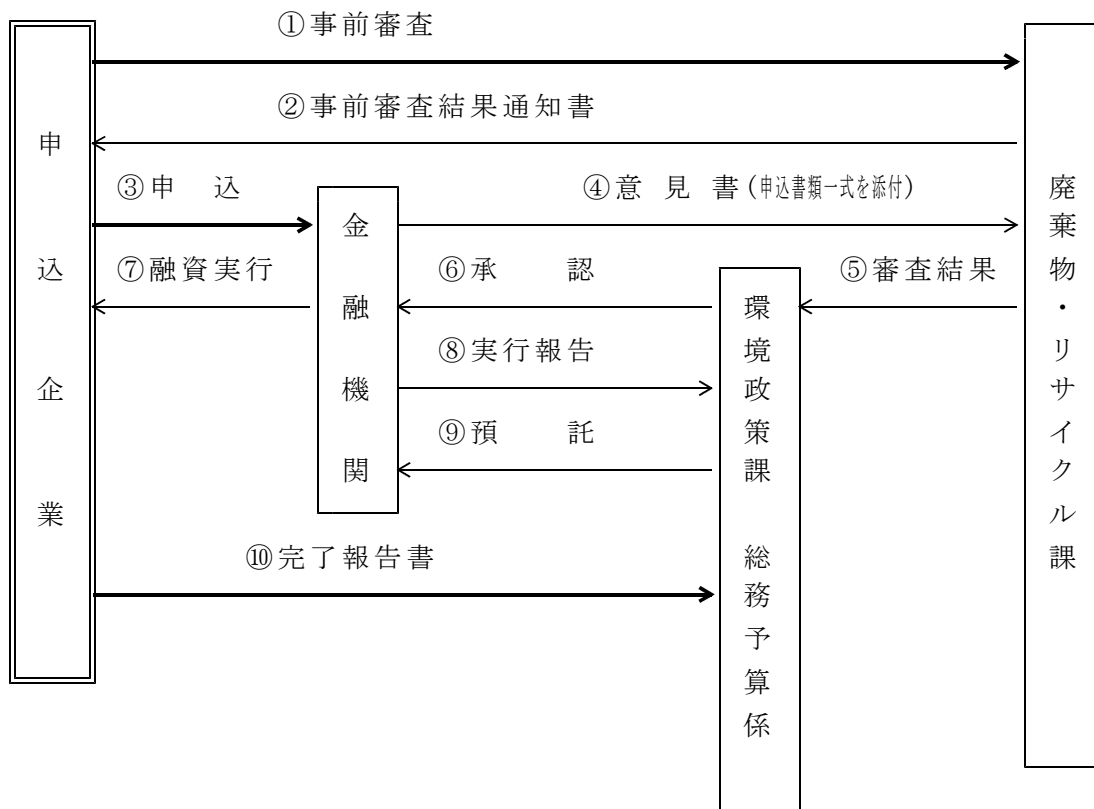 ①事前審査
②事前審査結果通知書
③申　込
④意 見 書(申込書類一式を添付)
⑦融資実行
⑥承　　認
⑤審査結果
⑧実行報告
⑨預　　託
⑩完了報告書
申込企業
金融機関
環境政策課　総務予算係
廃棄物・リサイクル課